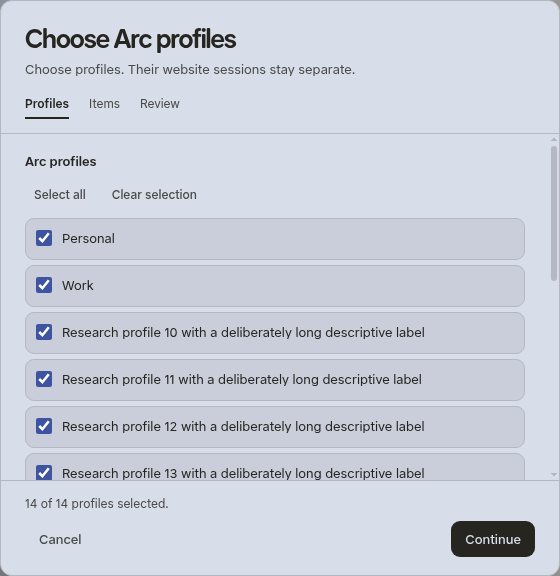 Choose Arc profiles
Choose profiles. Their website sessions stay separate.
Profiles Items Review
Arc profiles
Select all Clear selection
Personal
Work
Research profile 10 with a deliberately long descriptive label
Research profile 11 with a deliberately long descriptive label
Research profile 12 with a deliberately long descriptive label
Research profile 13 with a deliberately long descriptive label
14 of 14 profiles selected.
Cancel Continue